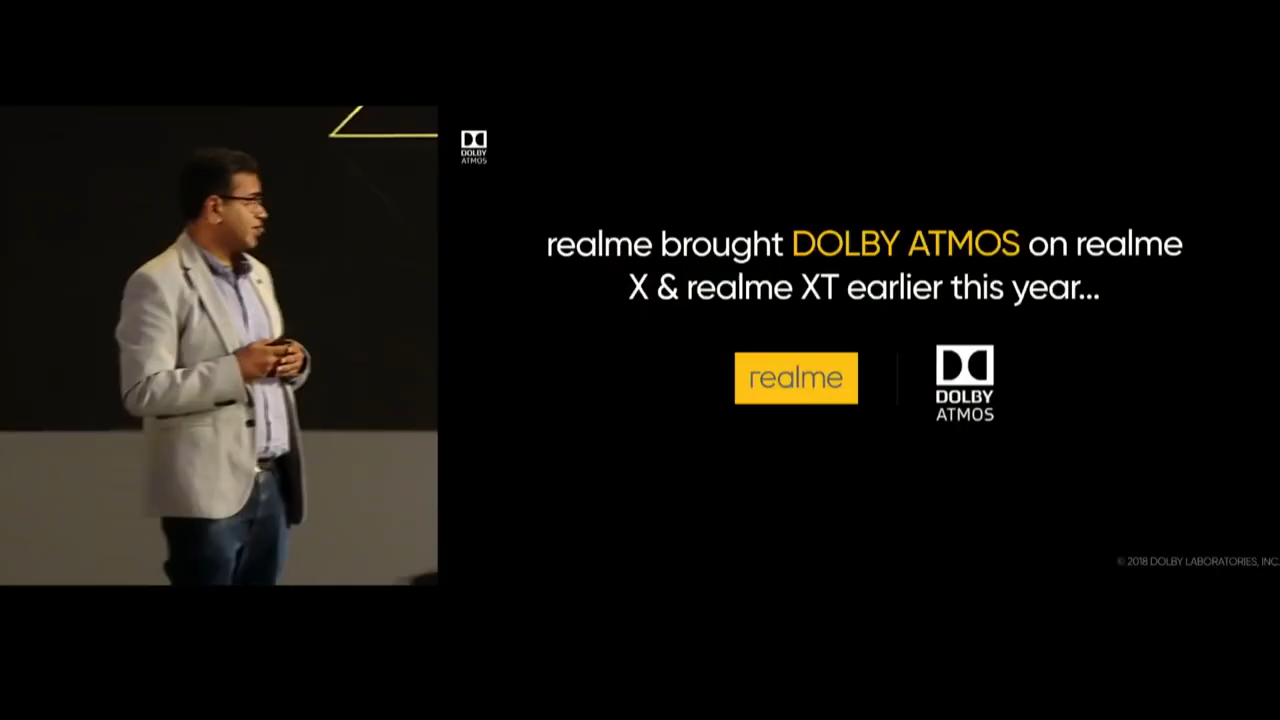 DOLBY
ATMOS
realme brought DOLBY ATMOS on realme
X & realme XT earlier this year...
realme
DOLBY
ATMOS
© 2018 DOLBY LABORATORIES, INC.